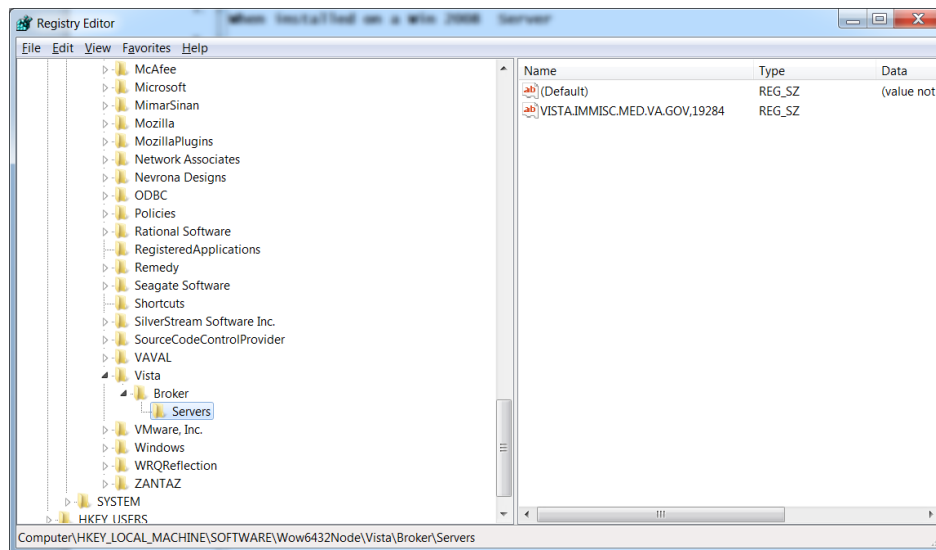 When installed on a Win 2008 Server
Registry Editor
File Edit View Favorites Help
McAfee
Microsoft
MimarSinan
Mozilla
MozillaPlugins
Network Associates
Nevrona Designs
ODBC
Policies
Rational Software
RegisteredApplications
Remedy
Seagate Software
Shortcuts
SilverStream Software Inc.
SourceCodeControlProvider
VAVAL
Vista
Broker
Servers
VMware, Inc.
Windows
WRQReflection
ZANTAZ
SYSTEM
HKEY_USERS
Name Type Data
(Default) REG_SZ (value not
VISTA.IMMISC.MED.VA.GOV,19284 REG_SZ
Computer\HKEY_LOCAL_MACHINE\SOFTWARE\Wow6432Node\Vista\Broker\Servers